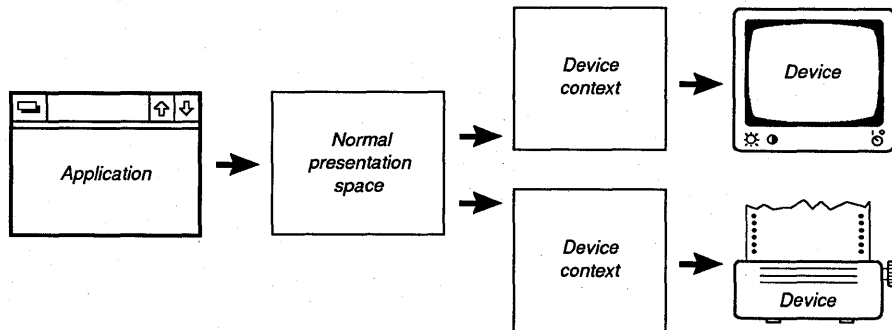 Application
Normal
presentation
space
Device
context
Device
Device
context
Device